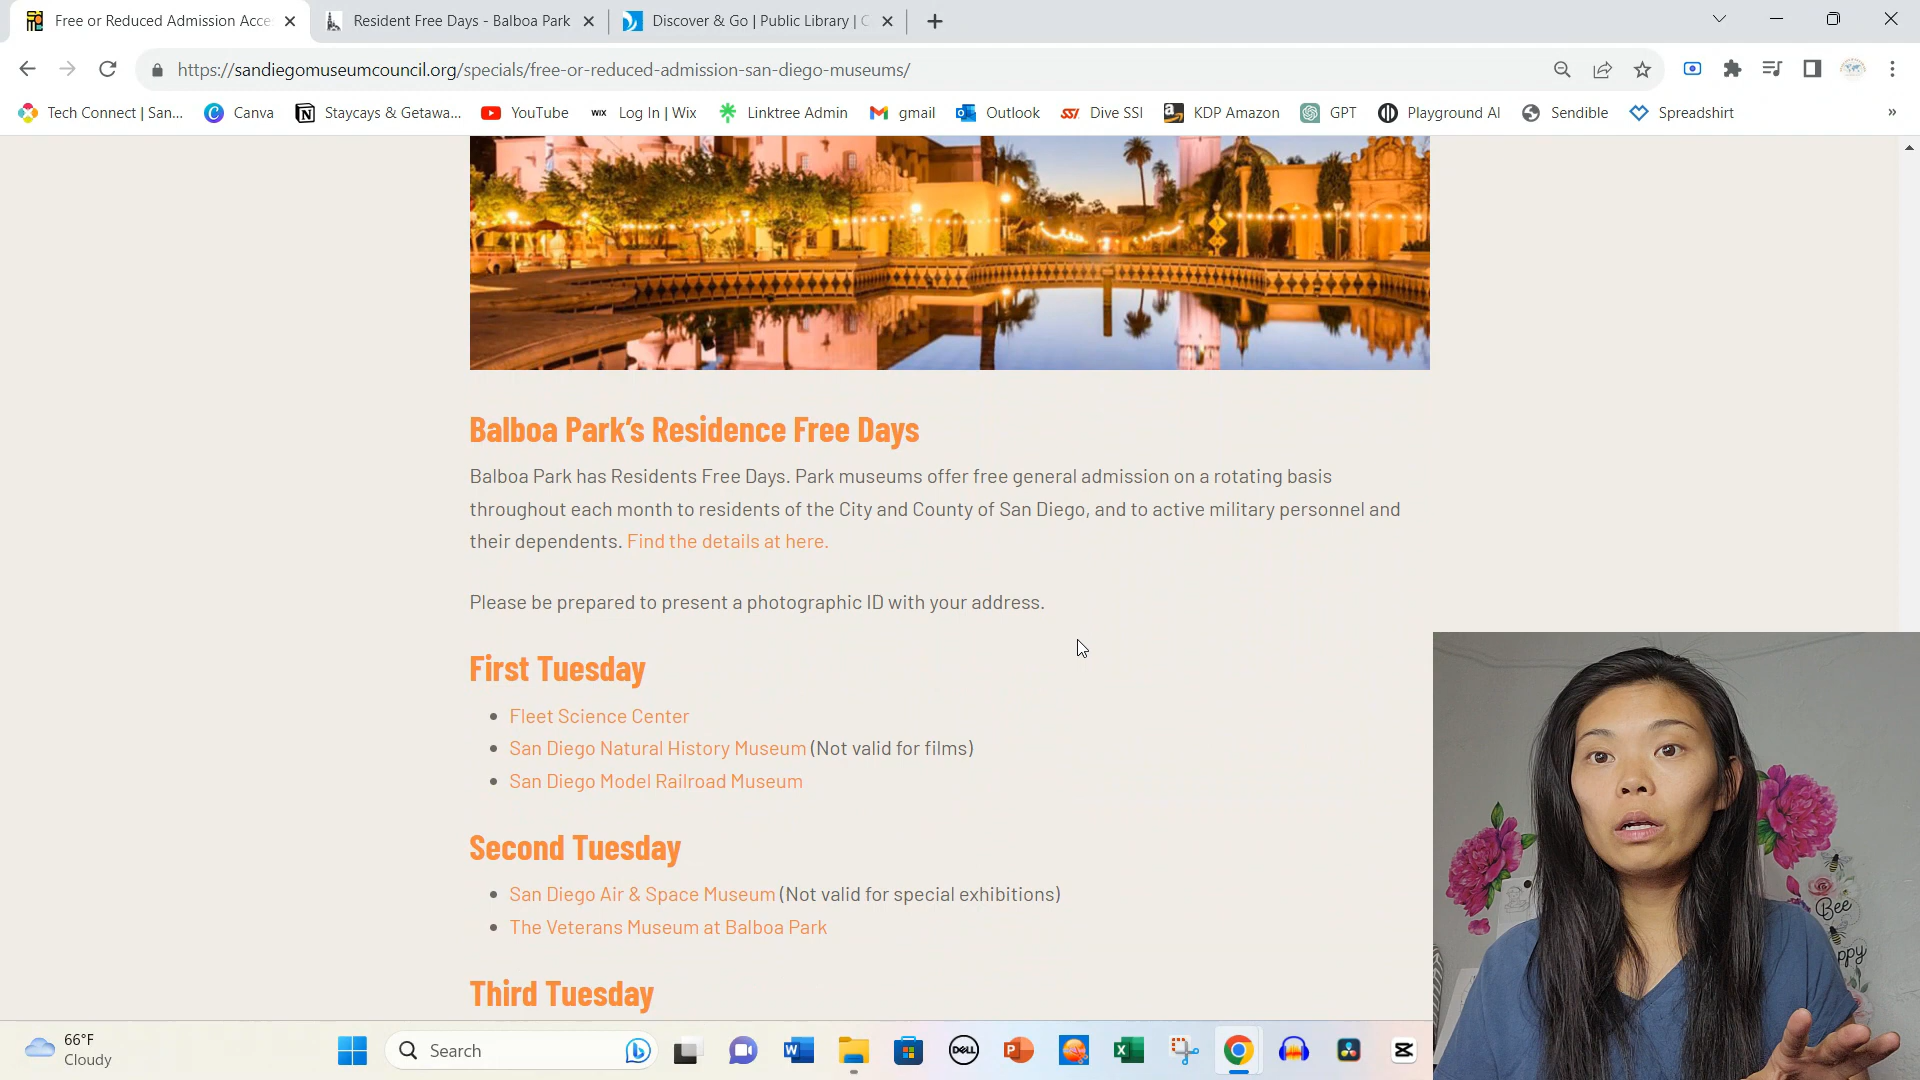 Free or Reduced Admission Acce
Resident Free Days - Balboa Park
Discover & Go | Public Library | C
https://sandiegomuseumcouncil.org/specials/free-or-reduced-admission-san-diego-museums/
Tech Connect | San...
Canva
Staycays & Getawa...
YouTube
WIX
Log In | Wix
Linktree Admin
gmail
Outlook
SSI
Dive SSI
KDP Amazon
GPT
Playground AI
Sendible
Spreadshirt
»
Balboa Park's Residence Free Days
Balboa Park has Residents Free Days. Park museums offer free general admission on a rotating basis
throughout each month to residents of the City and County of San Diego, and to active military personnel and
their dependents. Find the details at here.
Please be prepared to present a photographic ID with your address.
First Tuesday
• Fleet Science Center
• San Diego Natural History Museum (Not valid for films)
• San Diego Model Railroad Museum
Second Tuesday
• San Diego Air & Space Museum (Not valid for special exhibitions)
• The Veterans Museum at Balboa Park
Third Tuesday
Bee
ppy
66°F
Cloudy
Search
DELL